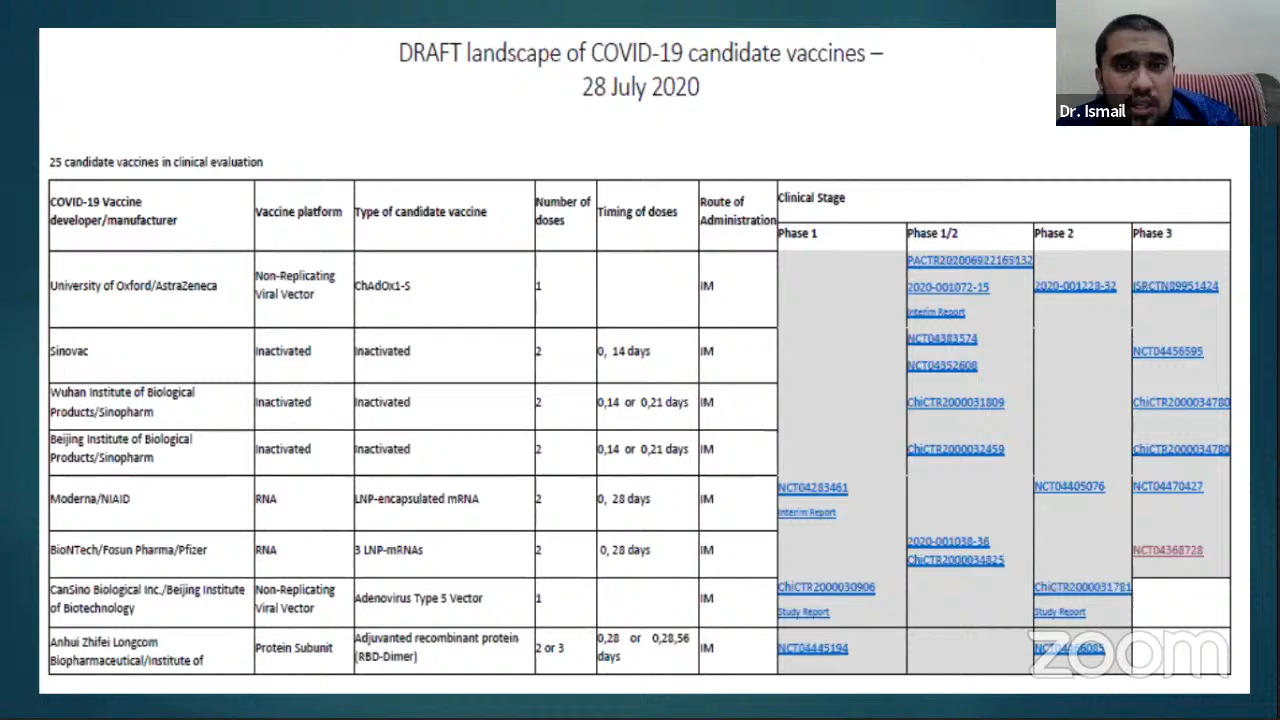 DRAFT landscape of COVID-19 candidate vaccines –
28 July 2020
Dr. Ismail
25 candidate vaccines in clinical evaluation
COVID-19 Vaccine
developer/manufacturer
Vaccine platform
Type of candidate vaccine
Number of
doses
Timing of doses
Route of
Administration
Clinical Stage
Phase 1
Phase 1/2
Phase 2
Phase 3
University of Oxford/AstraZeneca
Non-Replicating
Viral Vector
ChAdOx1-S
1
IM
PACTR202006922165132
2020-001072-15
Interim Report
2020-001228-32
ISRCTN89951424
Sinovac
Inactivated
Inactivated
2
0, 14 days
IM
NCT04383574
NCT04352608
NCT04456595
Wuhan Institute of Biological
Products/Sinopharm
Inactivated
Inactivated
2
0,14 or 0,21 days
IM
ChiCTR2000031809
ChiCTR2000034780
Beijing Institute of Biological
Products/Sinopharm
Inactivated
Inactivated
2
0,14 or 0,21 days
IM
ChiCTR2000032459
ChiCTR2000034780
Moderna/NIAID
RNA
LNP-encapsulated mRNA
2
0, 28 days
IM
NCT04283461
Interim Report
NCT04405076
NCT04470427
BioNTech/Fosun Pharma/Pfizer
RNA
3 LNP-mRNAs
2
0, 28 days
IM
2020-001038-36
ChiCTR2000034825
NCT04368728
CanSino Biological Inc./Beijing Institute
of Biotechnology
Non-Replicating
Viral Vector
Adenovirus Type 5 Vector
1
IM
ChiCTR2000030906
Study Report
ChiCTR2000031781
Study Report
Anhui Zhifei Longcom
Biopharmaceutical/Institute of
Protein Subunit
Adjuvanted recombinant protein
(RBD-Dimer)
2 or 3
0,28 or 0,28,56
days
IM
NCT04445194
zoom